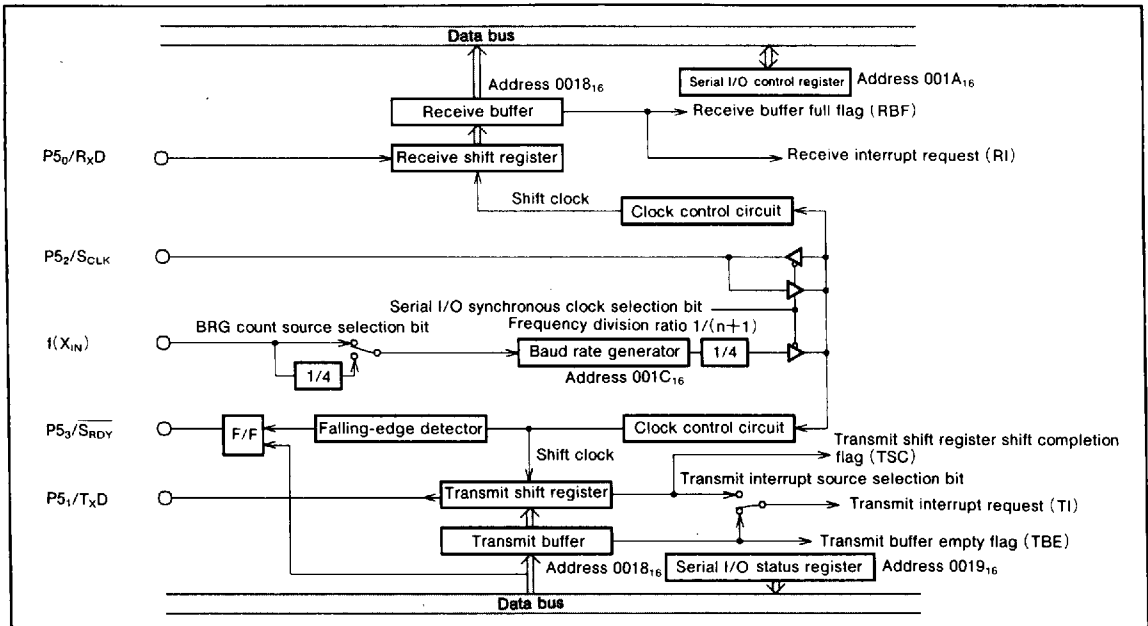 Data bus
Address 0018₁₆
Serial I/O control register
Address 001A₁₆
Receive buffer
Receive buffer full flag (RBF)
P5₀/RₓD
Receive shift register
Receive interrupt request (RI)
Shift clock
Clock control circuit
P5₂/S_CLK
Serial I/O synchronous clock selection bit
BRG count source selection bit
Frequency division ratio 1/(n+1)
f(X_IN)
Baud rate generator
1/4
1/4
Address 001C₁₆
P5₃/S̅_R̅D̅Y̅
F/F
Falling-edge detector
Clock control circuit
Shift clock
Transmit shift register shift completion
flag (TSC)
Transmit interrupt source selection bit
P5₁/TₓD
Transmit shift register
Transmit interrupt request (TI)
Transmit buffer
Transmit buffer empty flag (TBE)
Address 0018₁₆
Serial I/O status register
Address 0019₁₆
Data bus